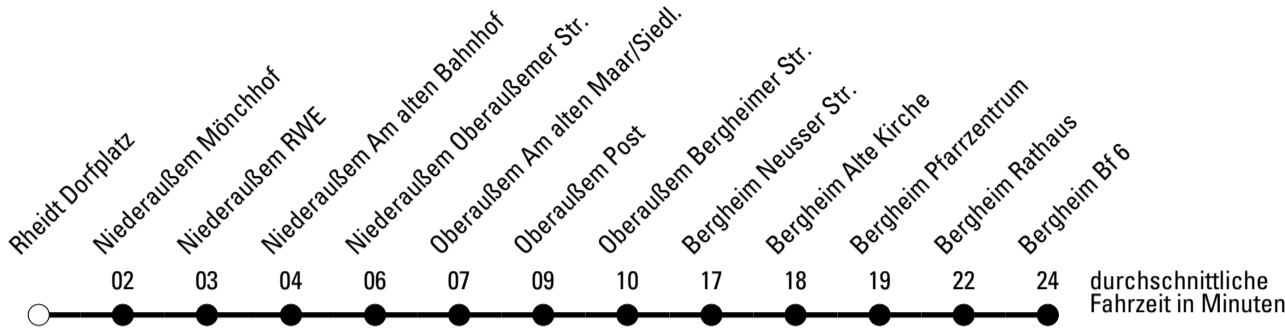 Rheidt Dorfplatz
Niederaußem Mönchhof
Niederaußem RWE
Niederaußem Am alten Bahnhof
Niederaußem Oberaußemer Str.
Oberaußem Am alten Maar/Siedl.
Oberaußem Post
Oberaußem Bergheimer Str.
Bergheim Neusser Str.
Bergheim Alte Kirche
Bergheim Pfarrzentrum
Bergheim Rathaus
Bergheim Bf 6
02 03 04 06 07 09 10 17 18 19 22 24 durchschnittliche
Fahrzeit in Minuten